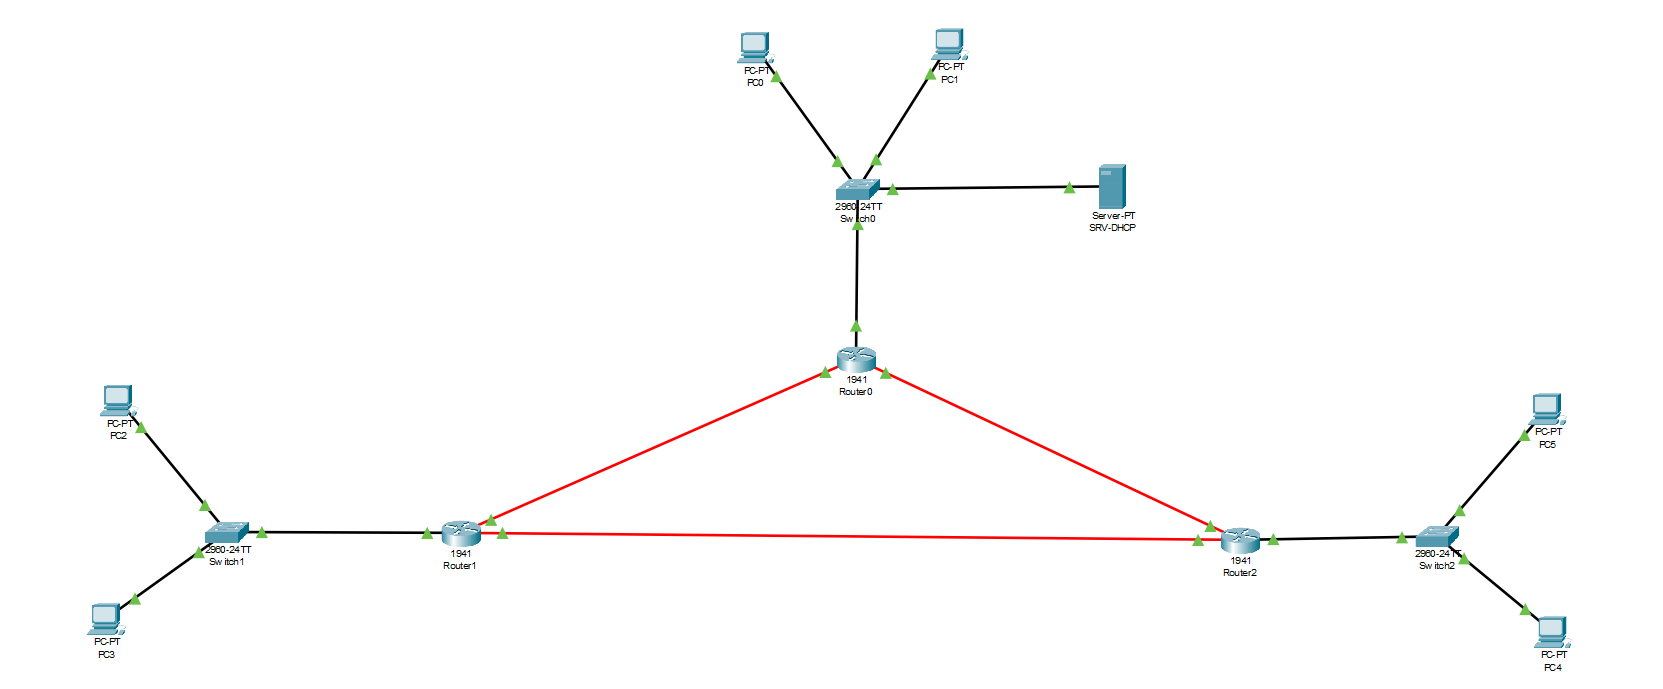 PC-PT
PC0
PC-PT
PC1
2960-24TT
Switch0
Server-PT
SRV-DHCP
1941
Router0
PC-PT
PC2
PC-PT
PC5
2960-24TT
Switch1
1941
Router1
1941
Router2
2960-24TT
Switch2
PC-PT
PC3
PC-PT
PC4